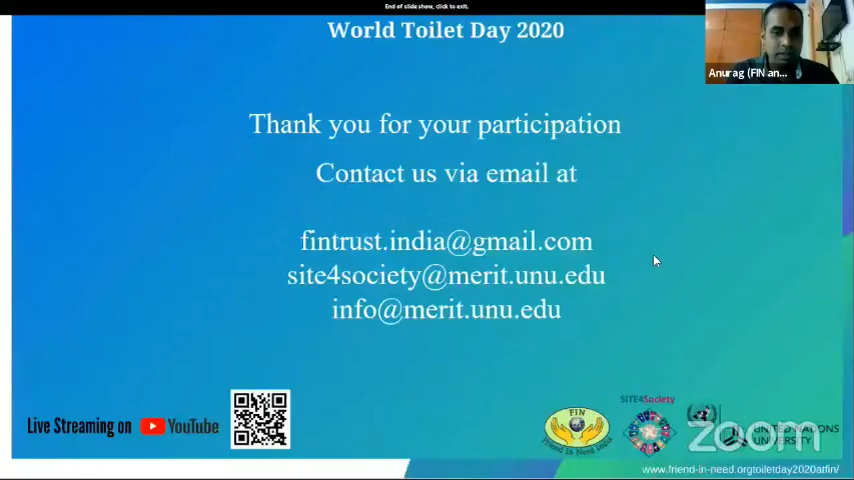 End of slide show, click to exit.
World Toilet Day 2020
Anurag (FIN an...
Thank you for your participation
Contact us via email at
fintrust.india@gmail.com
site4society@merit.unu.edu
info@merit.unu.edu
Live Streaming on YouTube
FIN
Friend In Need India
SITE4Society
zoom
UNITED NATIONS
UNIVERSITY
www.friend-in-need.orgtoiletday2020atfin/